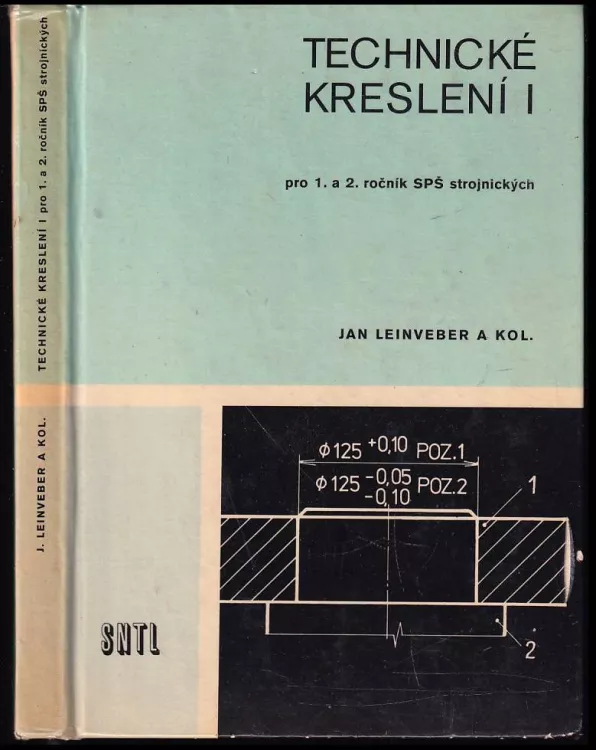 TECHNICKÉ
KRESLENÍ I
pro 1. a 2. ročník SPŠ strojnických
JAN LEINVEBER A KOL.
ϕ125 +0,10 POZ.1
ϕ125 -0,05 POZ.2
-0,10
1
2
SNTL
J. LEINVEBER A KOL. TECHNICKÉ KRESLENÍ I pro 1. a 2. ročník SPŠ strojnických